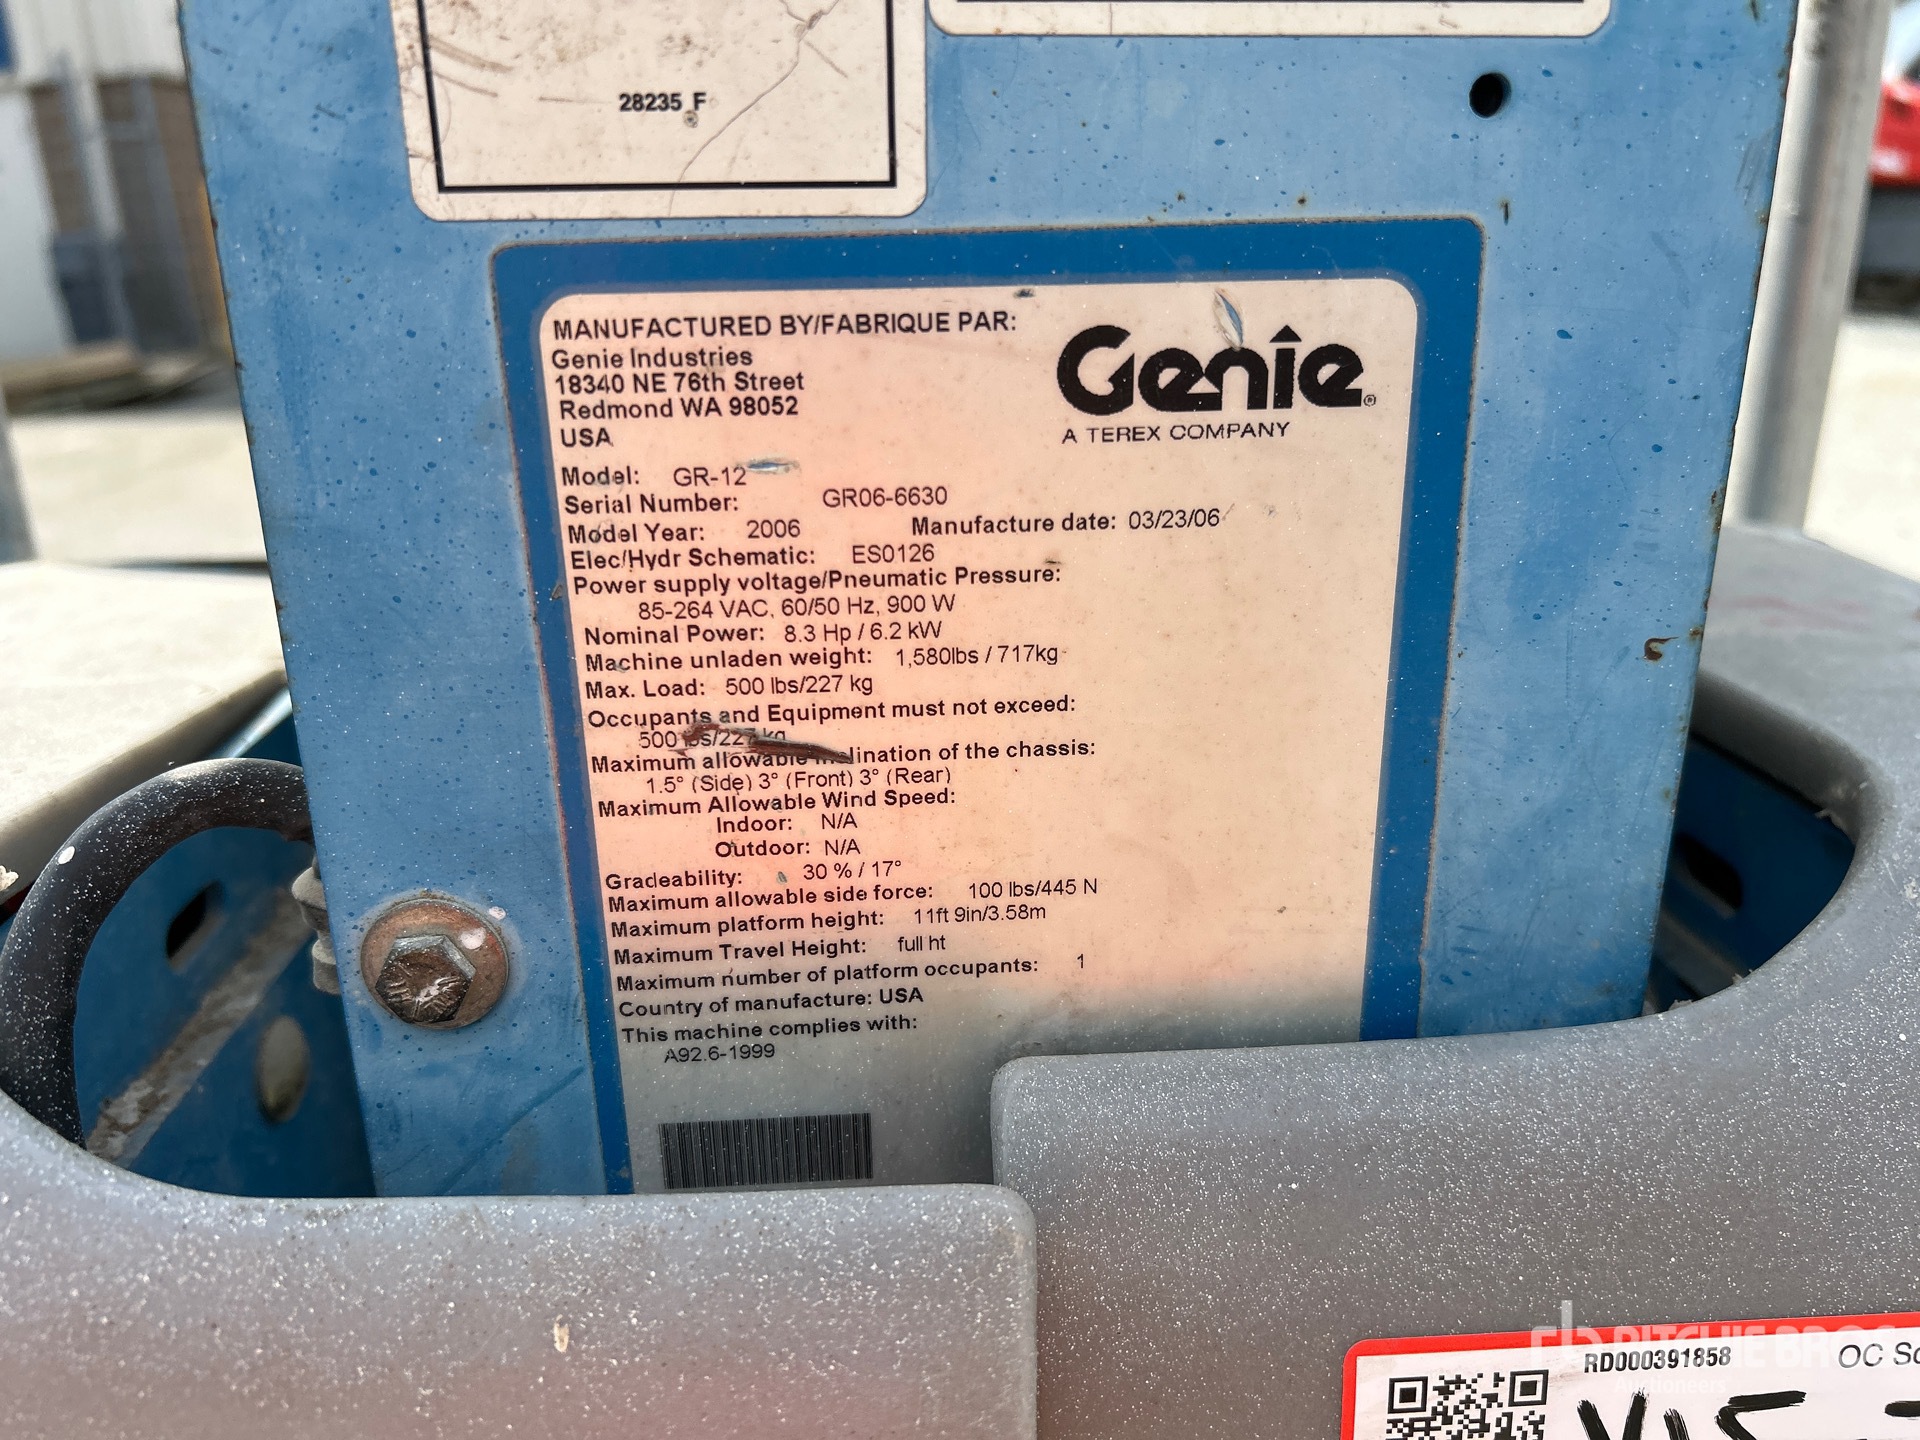 28235 F
MANUFACTURED BY/FABRIQUE PAR:
Genie Industries
18340 NE 76th Street
Redmond WA 98052
USA
Genie®
A TEREX COMPANY
Model: GR-12
Serial Number: GR06-6630
Model Year: 2006 Manufacture date: 03/23/06
Elec/Hydr Schematic: ES0126
Power supply voltage/Pneumatic Pressure:
85-264 VAC, 60/50 Hz, 900 W
Nominal Power: 8.3 Hp / 6.2 kW
Machine unladen weight: 1,580lbs / 717kg
Max. Load: 500 lbs/227 kg
Occupants and Equipment must not exceed:
500 lbs/227 kg
Maximum allowable inclination of the chassis:
1.5° (Side) 3° (Front) 3° (Rear)
Maximum Allowable Wind Speed:
Indoor: N/A
Outdoor: N/A
Gradeability: 30 % / 17°
Maximum allowable side force: 100 lbs/445 N
Maximum platform height: 11ft 9in/3.58m
Maximum Travel Height: full ht
Maximum number of platform occupants: 1
Country of manufacture: USA
This machine complies with:
A92.6-1999
RITCHIE BROS
Auctioneers
RD000391858 OC